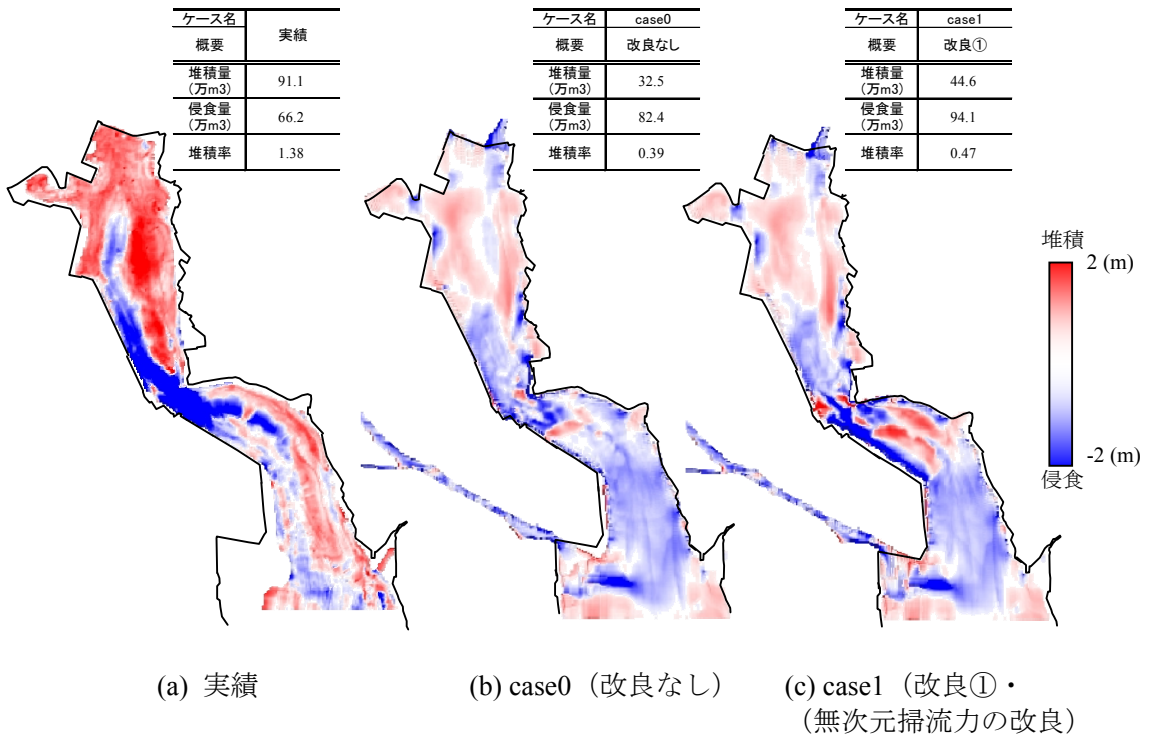 ケース名 実績
概要
堆積量
(万m3) 91.1
侵食量
(万m3) 66.2
堆積率 1.38
ケース名 case0
概要 改良なし
堆積量
(万m3) 32.5
侵食量
(万m3) 82.4
堆積率 0.39
ケース名 case1
概要 改良①
堆積量
(万m3) 44.6
侵食量
(万m3) 94.1
堆積率 0.47
堆積
2 (m)
-2 (m)
侵食
(a) 実績
(b) case0（改良なし）
(c) case1（改良①・
（無次元掃流力の改良）